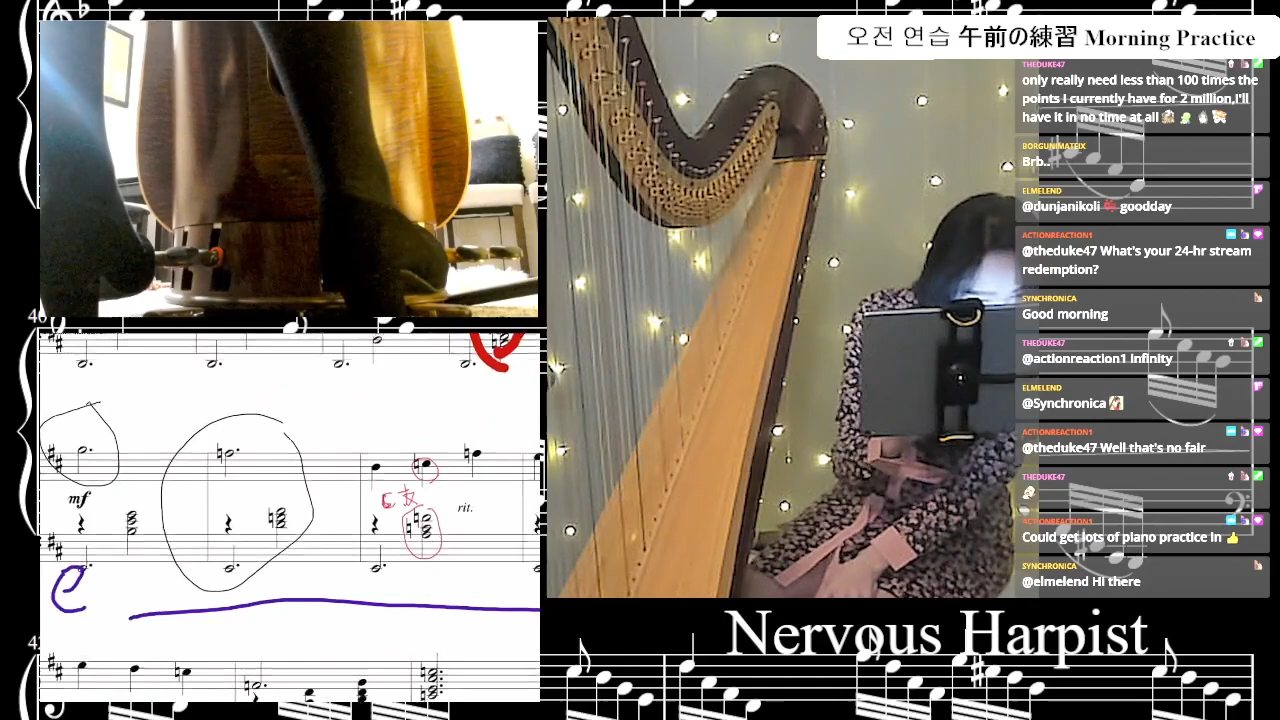 오전 연습 午前の練習 Morning Practice
THEDUKE47
only really need less than 100 times the
points I currently have for 2 million,I'll
have it in no time at all
BORGUNIMATEIX
Brb..
ELMELEND
@dunjanikoli goodday
ACTIONREACTION1
@theduke47 What's your 24-hr stream
redemption?
SYNCHRONICA
Good morning
THEDUKE47
@actionreaction1 infinity
ELMELEND
@Synchronica
ACTIONREACTION1
@theduke47 Well that's no fair
THEDUKE47
ACTIONREACTION1
Could get lots of piano practice in
SYNCHRONICA
@elmelend Hi there
mf
rit.
Nervous Harpist